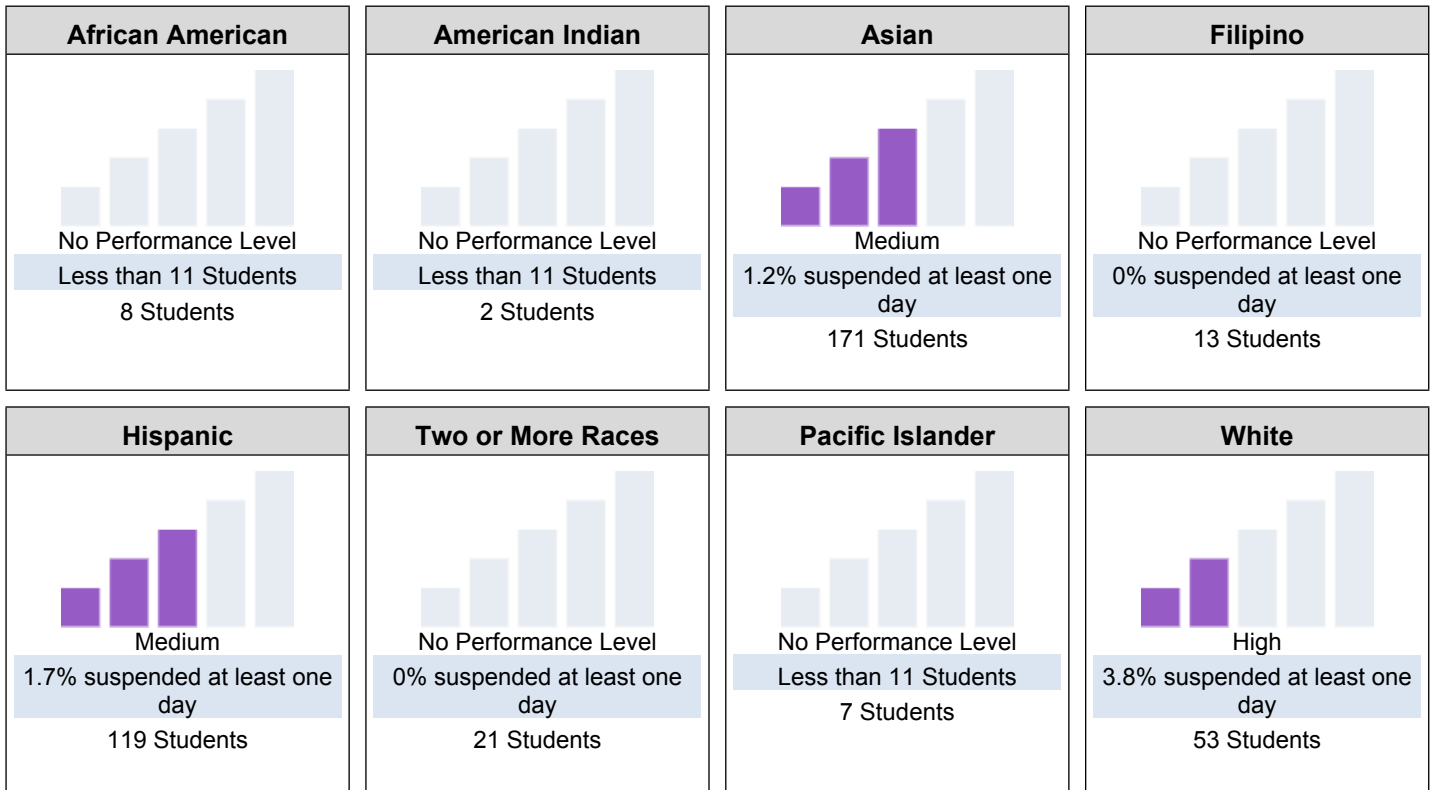 African American
No Performance Level
Less than 11 Students
8 Students
American Indian
No Performance Level
Less than 11 Students
2 Students
Asian
Medium
1.2% suspended at least one
day
171 Students
Filipino
No Performance Level
0% suspended at least one
day
13 Students
Hispanic
Medium
1.7% suspended at least one
day
119 Students
Two or More Races
No Performance Level
0% suspended at least one
day
21 Students
Pacific Islander
No Performance Level
Less than 11 Students
7 Students
White
High
3.8% suspended at least one
day
53 Students